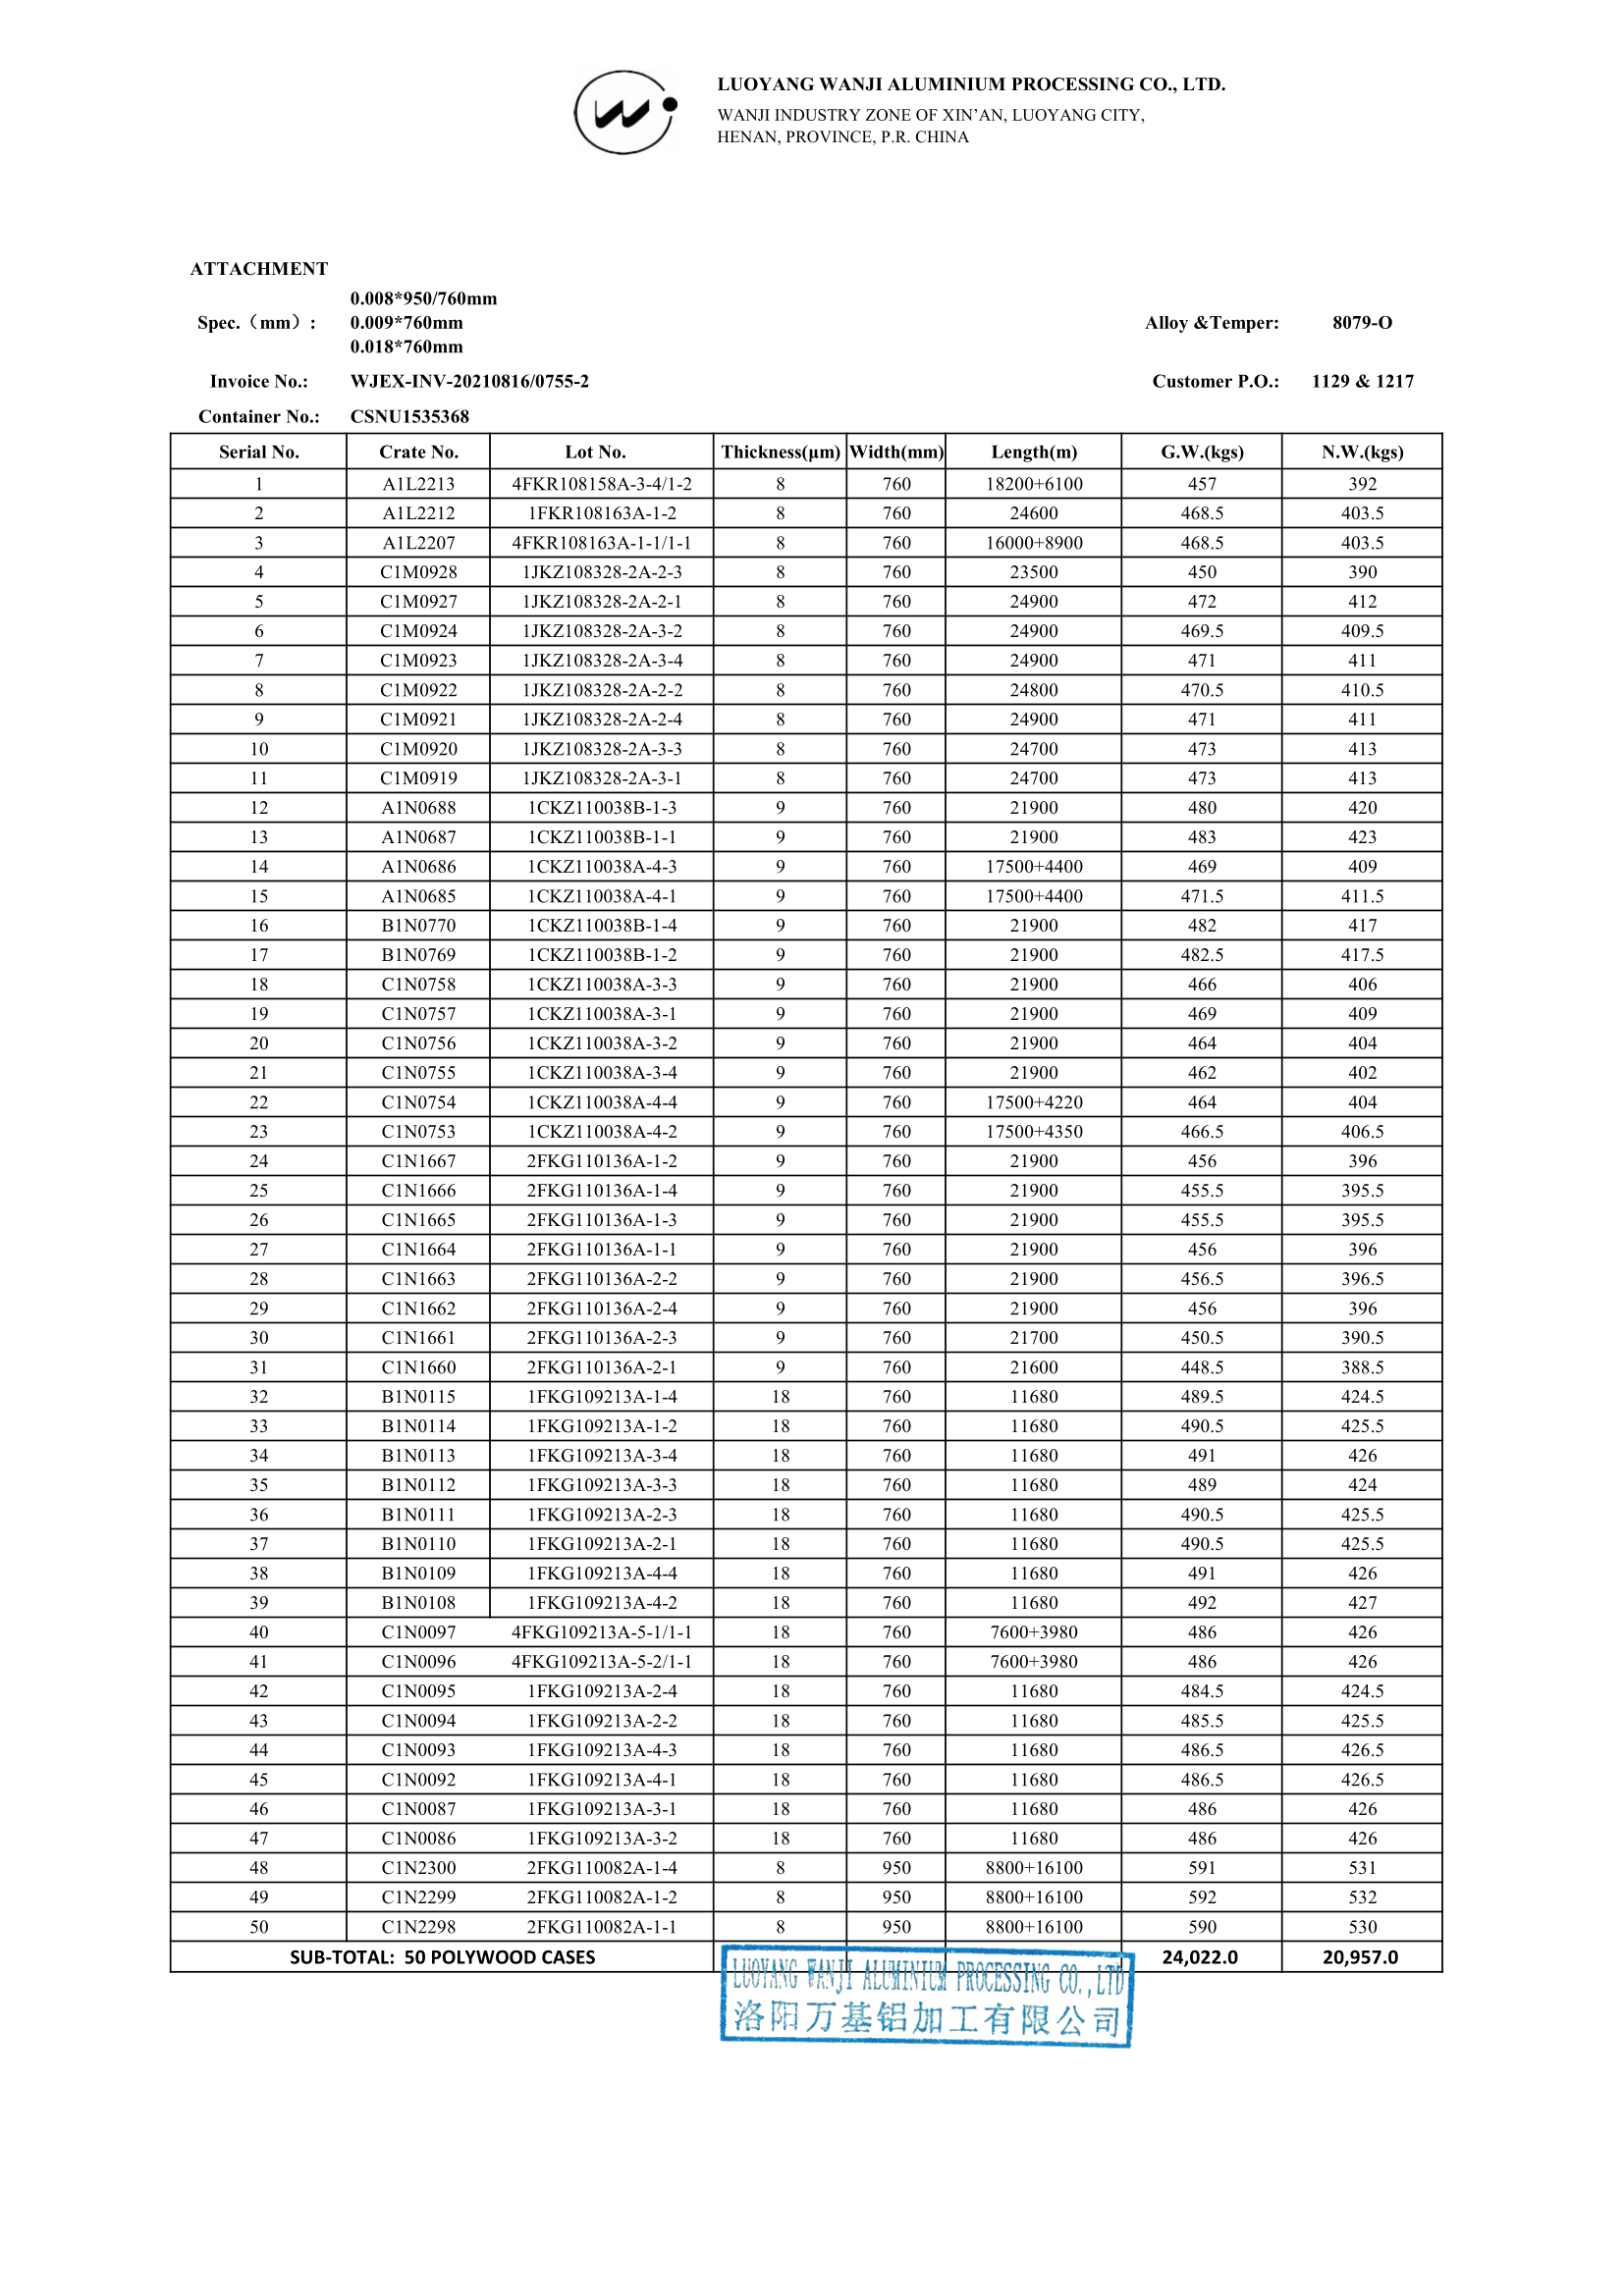 LUOYANG WANJI ALUMINIUM PROCESSING CO., LTD.
WANJI INDUSTRY ZONE OF XIN’AN, LUOYANG CITY,
HENAN, PROVINCE, P.R. CHINA
ATTACHMENT
0.008*950/760mm
Spec.（mm）: 0.009*760mm Alloy &Temper: 8079-O
0.018*760mm
Invoice No.: WJEX-INV-20210816/0755-2 Customer P.O.: 1129 & 1217
Container No.: CSNU1535368
Serial No. Crate No. Lot No. Thickness(μm) Width(mm) Length(m) G.W.(kgs) N.W.(kgs)
1 A1L2213 4FKR108158A-3-4/1-2 8 760 18200+6100 457 392
2 A1L2212 1FKR108163A-1-2 8 760 24600 468.5 403.5
3 A1L2207 4FKR108163A-1-1/1-1 8 760 16000+8900 468.5 403.5
4 C1M0928 1JKZ108328-2A-2-3 8 760 23500 450 390
5 C1M0927 1JKZ108328-2A-2-1 8 760 24900 472 412
6 C1M0924 1JKZ108328-2A-3-2 8 760 24900 469.5 409.5
7 C1M0923 1JKZ108328-2A-3-4 8 760 24900 471 411
8 C1M0922 1JKZ108328-2A-2-2 8 760 24800 470.5 410.5
9 C1M0921 1JKZ108328-2A-2-4 8 760 24900 471 411
10 C1M0920 1JKZ108328-2A-3-3 8 760 24700 473 413
11 C1M0919 1JKZ108328-2A-3-1 8 760 24700 473 413
12 A1N0688 1CKZ110038B-1-3 9 760 21900 480 420
13 A1N0687 1CKZ110038B-1-1 9 760 21900 483 423
14 A1N0686 1CKZ110038A-4-3 9 760 17500+4400 469 409
15 A1N0685 1CKZ110038A-4-1 9 760 17500+4400 471.5 411.5
16 B1N0770 1CKZ110038B-1-4 9 760 21900 482 417
17 B1N0769 1CKZ110038B-1-2 9 760 21900 482.5 417.5
18 C1N0758 1CKZ110038A-3-3 9 760 21900 466 406
19 C1N0757 1CKZ110038A-3-1 9 760 21900 469 409
20 C1N0756 1CKZ110038A-3-2 9 760 21900 464 404
21 C1N0755 1CKZ110038A-3-4 9 760 21900 462 402
22 C1N0754 1CKZ110038A-4-4 9 760 17500+4220 464 404
23 C1N0753 1CKZ110038A-4-2 9 760 17500+4350 466.5 406.5
24 C1N1667 2FKG110136A-1-2 9 760 21900 456 396
25 C1N1666 2FKG110136A-1-4 9 760 21900 455.5 395.5
26 C1N1665 2FKG110136A-1-3 9 760 21900 455.5 395.5
27 C1N1664 2FKG110136A-1-1 9 760 21900 456 396
28 C1N1663 2FKG110136A-2-2 9 760 21900 456.5 396.5
29 C1N1662 2FKG110136A-2-4 9 760 21900 456 396
30 C1N1661 2FKG110136A-2-3 9 760 21700 450.5 390.5
31 C1N1660 2FKG110136A-2-1 9 760 21600 448.5 388.5
32 B1N0115 1FKG109213A-1-4 18 760 11680 489.5 424.5
33 B1N0114 1FKG109213A-1-2 18 760 11680 490.5 425.5
34 B1N0113 1FKG109213A-3-4 18 760 11680 491 426
35 B1N0112 1FKG109213A-3-3 18 760 11680 489 424
36 B1N0111 1FKG109213A-2-3 18 760 11680 490.5 425.5
37 B1N0110 1FKG109213A-2-1 18 760 11680 490.5 425.5
38 B1N0109 1FKG109213A-4-4 18 760 11680 491 426
39 B1N0108 1FKG109213A-4-2 18 760 11680 492 427
40 C1N0097 4FKG109213A-5-1/1-1 18 760 7600+3980 486 426
41 C1N0096 4FKG109213A-5-2/1-1 18 760 7600+3980 486 426
42 C1N0095 1FKG109213A-2-4 18 760 11680 484.5 424.5
43 C1N0094 1FKG109213A-2-2 18 760 11680 485.5 425.5
44 C1N0093 1FKG109213A-4-3 18 760 11680 486.5 426.5
45 C1N0092 1FKG109213A-4-1 18 760 11680 486.5 426.5
46 C1N0087 1FKG109213A-3-1 18 760 11680 486 426
47 C1N0086 1FKG109213A-3-2 18 760 11680 486 426
48 C1N2300 2FKG110082A-1-4 8 950 8800+16100 591 531
49 C1N2299 2FKG110082A-1-2 8 950 8800+16100 592 532
50 C1N2298 2FKG110082A-1-1 8 950 8800+16100 590 530
SUB-TOTAL: 50 POLYWOOD CASES 24,022.0 20,957.0
LUOYANG WANJI ALUMINIUM PROCESSING CO.,LTD
洛阳万基铝加工有限公司